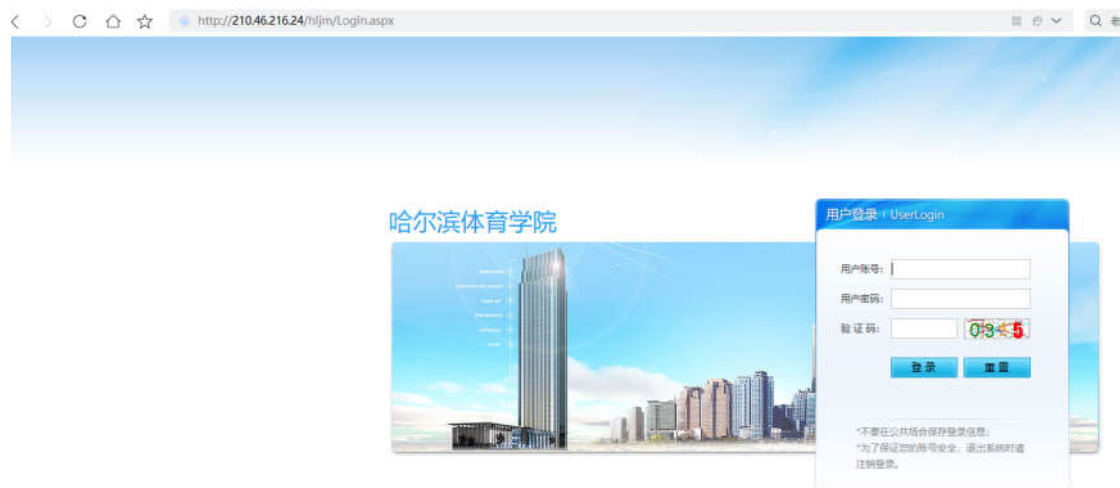 http://210.46.216.24/hljm/Login.aspx
哈尔滨体育学院
用户登录 UserLogin
用户账号：
用户密码：
验 证 码：
登 录 重 置
*不要在公共场合保存登录信息；
*为了保证您的账号安全，退出系统时请
注销登录。